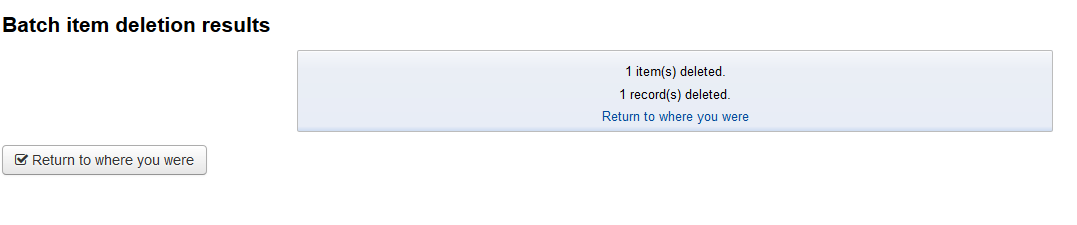 Batch item deletion results
1 item(s) deleted.
1 record(s) deleted.
Return to where you were
Return to where you were